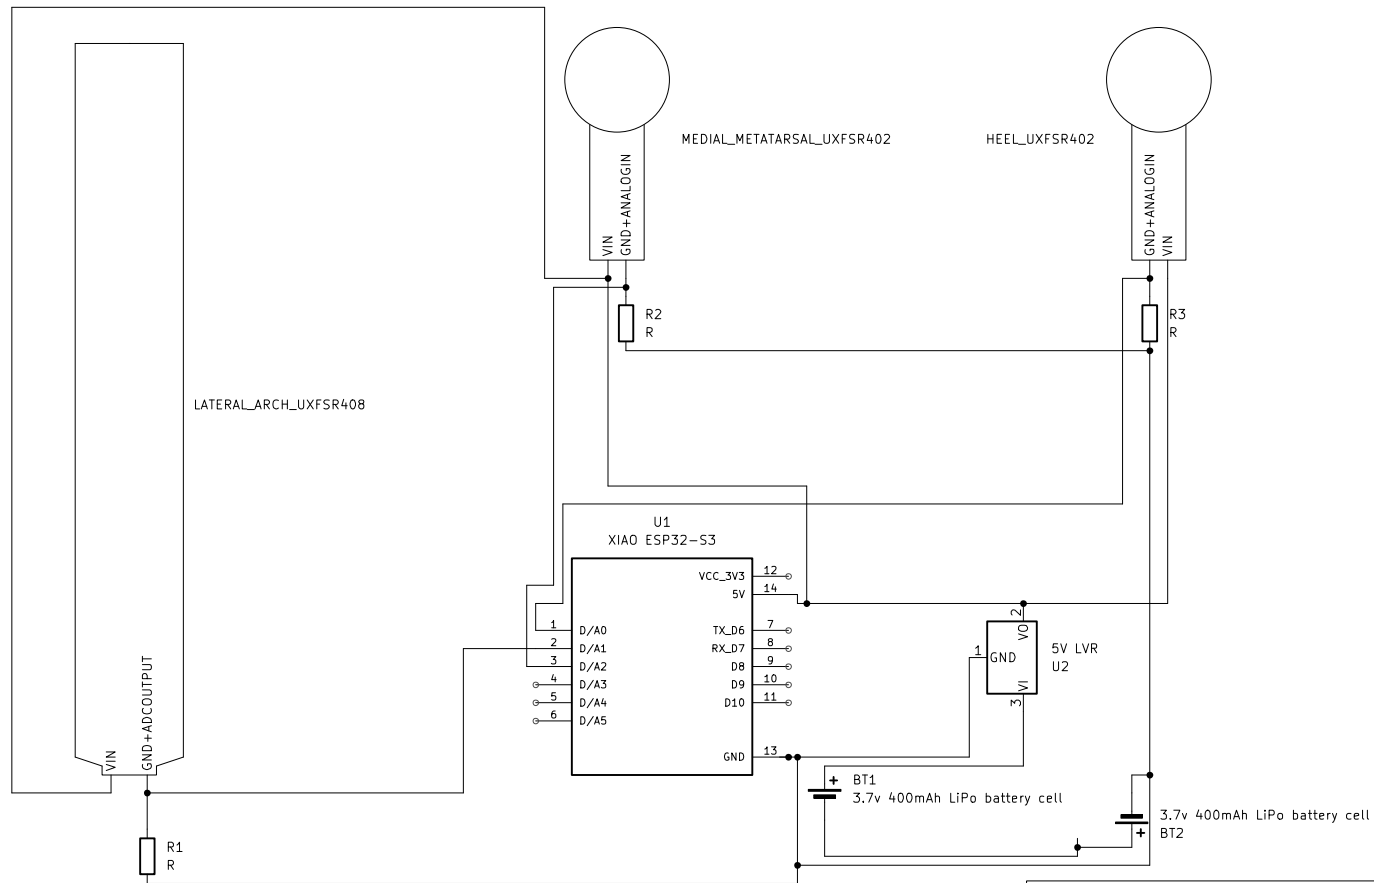 MEDIAL_METATARSAL_UXFSR402
HEEL_UXFSR402
VIN
GND+ANALOGIN
GND+ANALOGIN
VIN
R2
R
R3
R
LATERAL_ARCH_UXFSR408
U1
XIAO ESP32-S3
VCC_3V3 12
5V 14
1 D/A0
2 D/A1
3 D/A2
4 D/A3
5 D/A4
6 D/A5
TX_D6 7
RX_D7 8
D8 9
D9 10
D10 11
GND 13
2
VO
1 GND
VI
3
5V LVR
U2
VIN
GND+ADCOUTPUT
+ BT1
3.7v 400mAh LiPo battery cell
3.7v 400mAh LiPo battery cell
+ BT2
R1
R